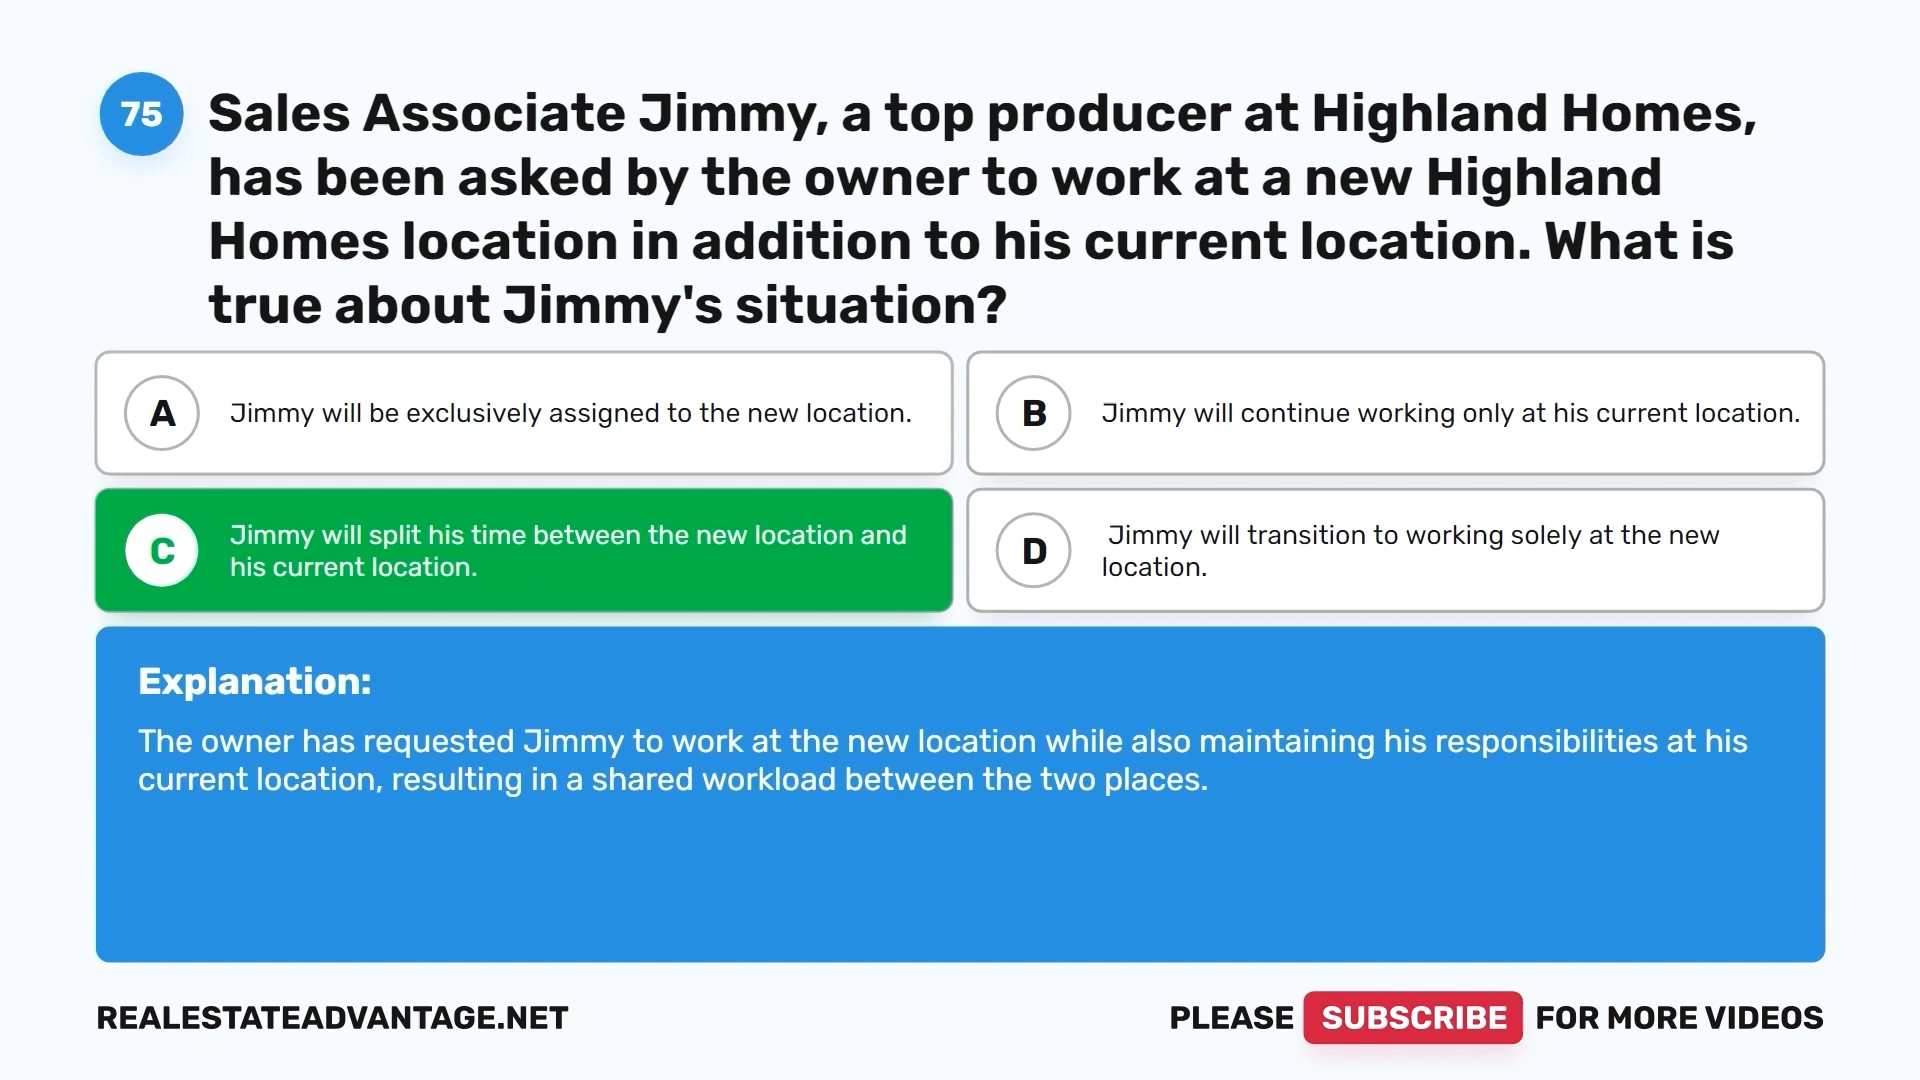 75
Sales Associate Jimmy, a top producer at Highland Homes,
has been asked by the owner to work at a new Highland
Homes location in addition to his current location. What is
true about Jimmy's situation?
A Jimmy will be exclusively assigned to the new location.
B Jimmy will continue working only at his current location.
C Jimmy will split his time between the new location and
his current location.
D Jimmy will transition to working solely at the new
location.
Explanation:
The owner has requested Jimmy to work at the new location while also maintaining his responsibilities at his
current location, resulting in a shared workload between the two places.
REALESTATEADVANTAGE.NET
PLEASE SUBSCRIBE FOR MORE VIDEOS